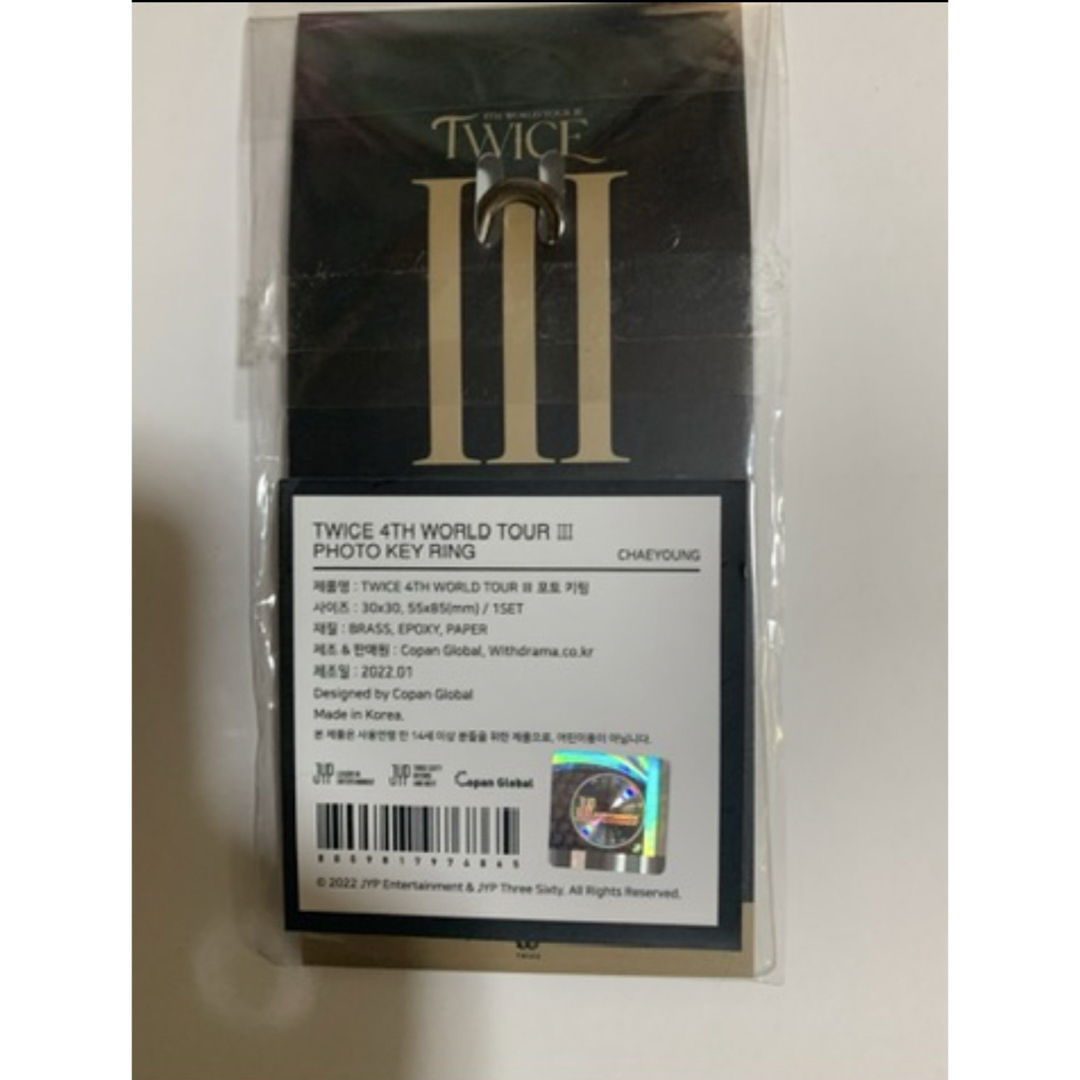 4TH WORLD TOUR III
TWICE
III
TWICE 4TH WORLD TOUR III
PHOTO KEY RING
CHAEYOUNG
제품명 : TWICE 4TH WORLD TOUR III 포토 키링
사이즈 : 30x30, 55x85(mm) / 1SET
재질 : BRASS, EPOXY, PAPER
제조 & 판매원 : Copan Global, Withdrama.co.kr
제조일 : 2022.01
Designed by Copan Global
Made in Korea.
본 제품은 사용연령 만 14세 이상 분들을 위한 제품으로, 어린이용이 아닙니다.
JYP JYP Copan Global
8809817976865
© 2022 JYP Entertainment & JYP Three Sixty. All Rights Reserved.
TWICE